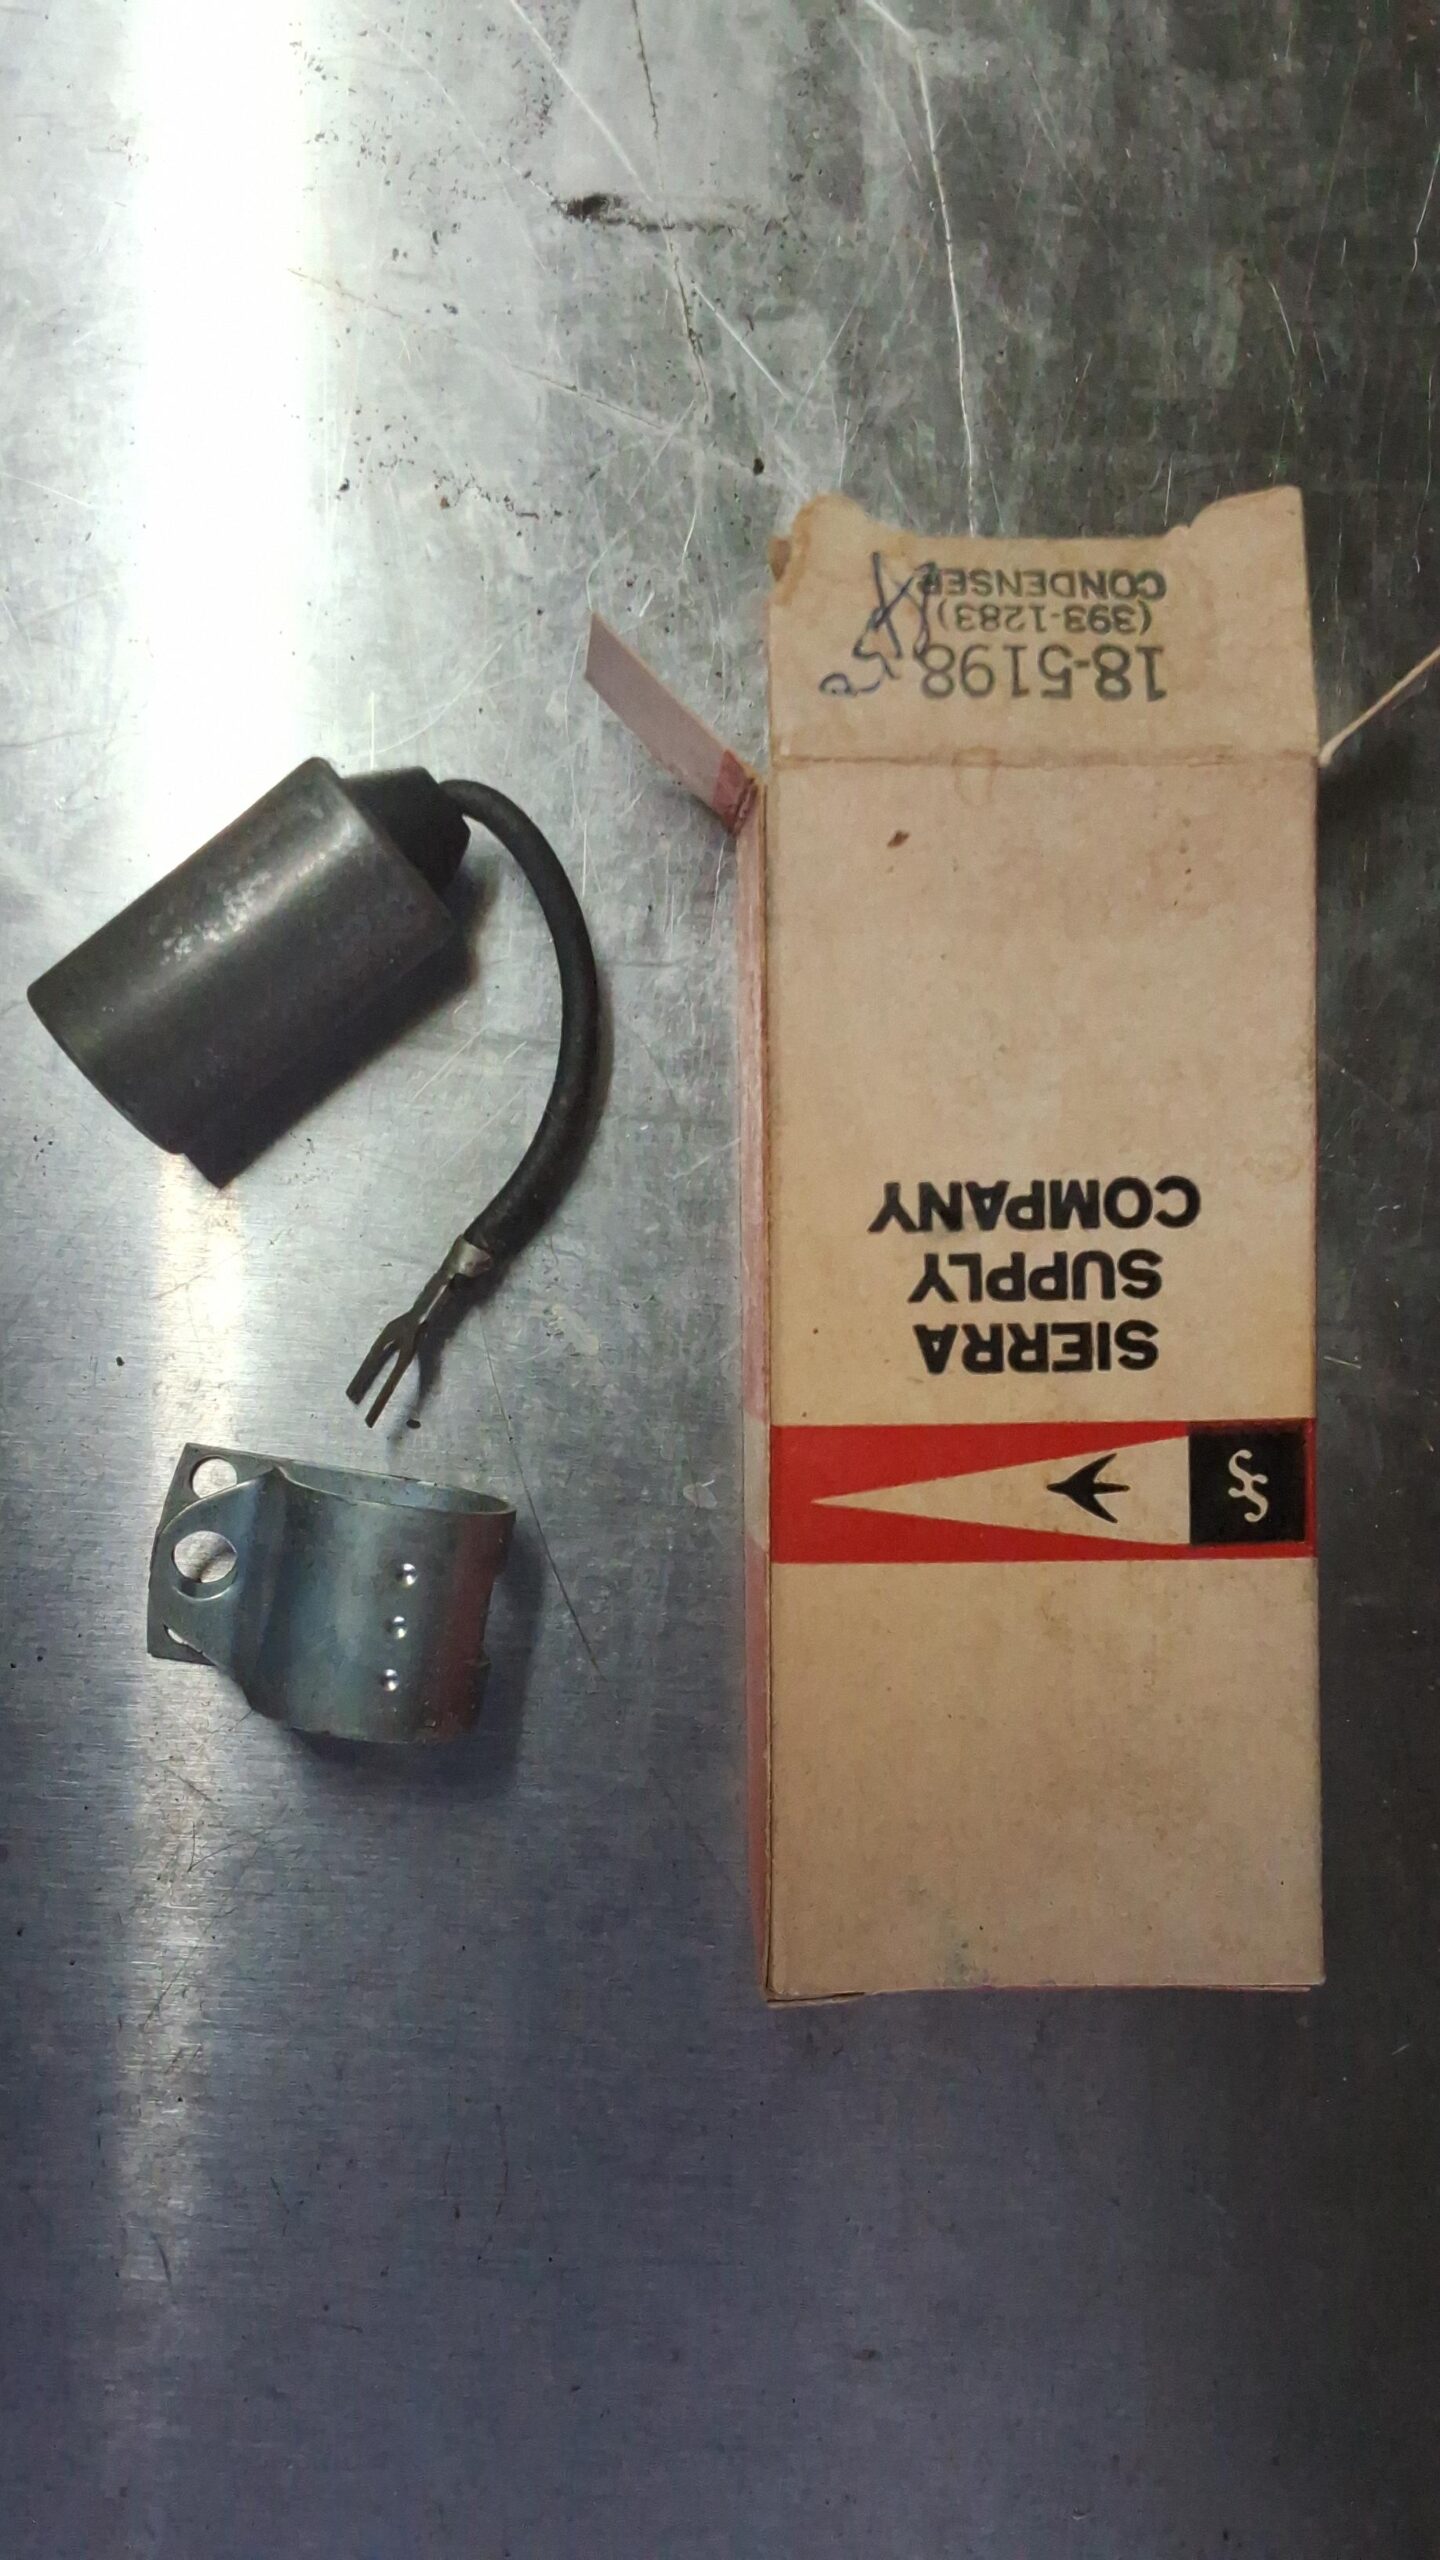 SIERRA
SUPPLY
COMPANY
18-5198
(393-1283)
CONDENSER